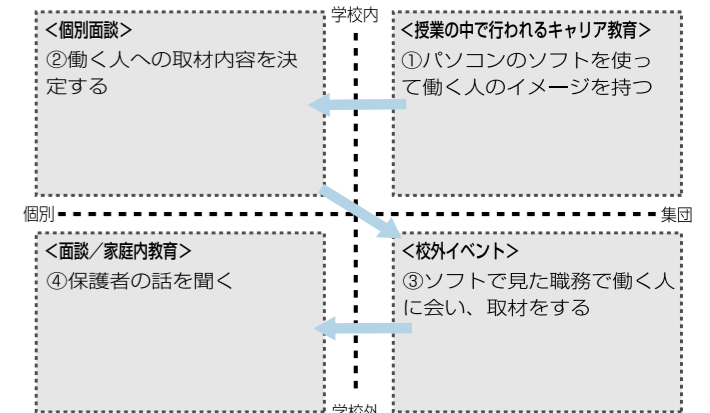 学校内
<個別面談>
②働く人への取材内容を決
定する
<授業の中で行われるキャリア教育>
①パソコンのソフトを使っ
て働く人のイメージを持つ
個別
集団
<面談／家庭内教育>
④保護者の話を聞く
<校外イベント>
③ソフトで見た職務で働く人
に会い、取材をする
学校外